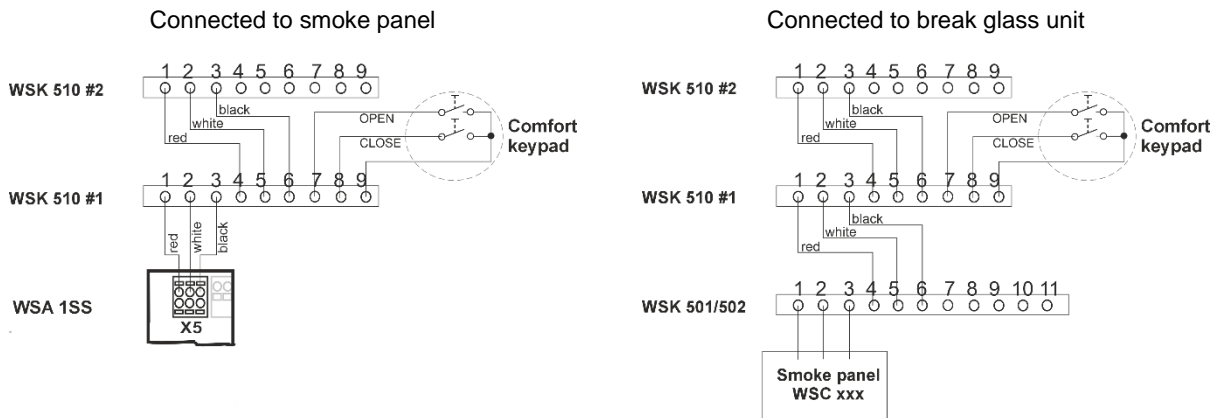 Connected to smoke panel
1 2 3 4 5 6 7 8 9
WSK 510 #2
black
white
red
OPEN
CLOSE
Comfort
keypad
1 2 3 4 5 6 7 8 9
WSK 510 #1
red
white
black
WSA 1SS
X5
Connected to break glass unit
1 2 3 4 5 6 7 8 9
WSK 510 #2
black
white
red
OPEN
CLOSE
Comfort
keypad
1 2 3 4 5 6 7 8 9
WSK 510 #1
black
white
red
1 2 3 4 5 6 7 8 9 10 11
WSK 501/502
Smoke panel
WSC xxx